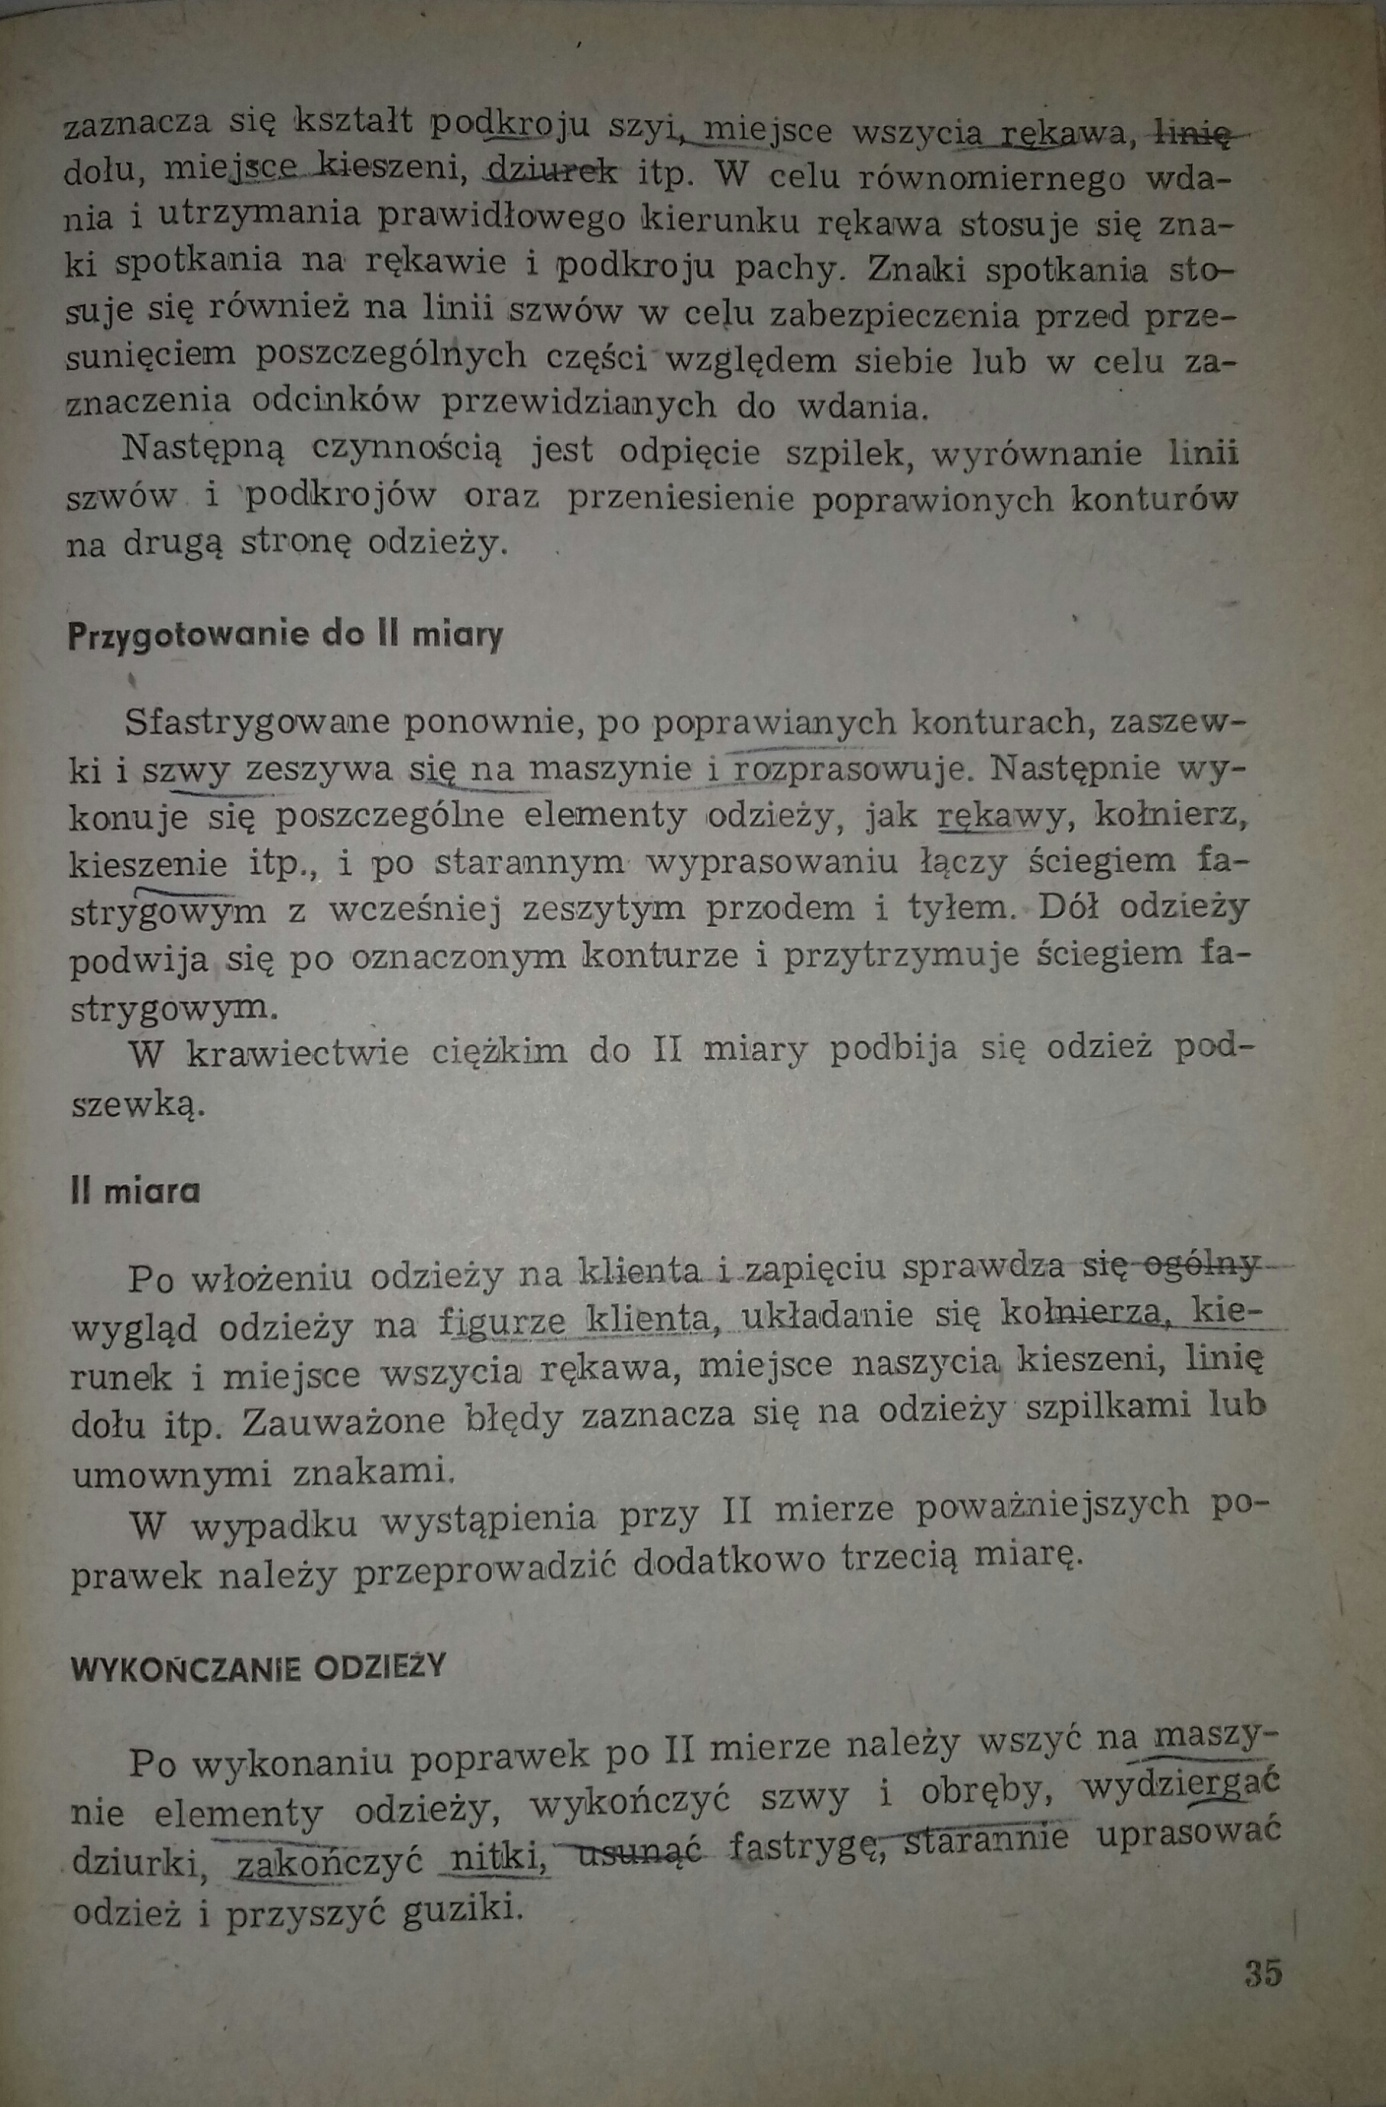 zaznacza się kształt podkroju szyi, miejsce wszycia rękawa, linię
dołu, miejsce kieszeni, dziurek itp. W celu równomiernego wda-
nia i utrzymania prawidłowego kierunku rękawa stosuje się zna-
ki spotkania na rękawie i podkroju pachy. Znaki spotkania sto-
suje się również na linii szwów w celu zabezpieczenia przed prze-
sunięciem poszczególnych części względem siebie lub w celu za-
znaczenia odcinków przewidzianych do wdania.
Następną czynnością jest odpięcie szpilek, wyrównanie linii
szwów i podkrojów oraz przeniesienie poprawionych konturów
na drugą stronę odzieży.
Przygotowanie do II miary
Sfastrygowane ponownie, po poprawianych konturach, zaszew-
ki i szwy zeszywa się na maszynie i rozprasowuje. Następnie wy-
konuje się poszczególne elementy odzieży, jak rękawy, kołnierz,
kieszenie itp., i po starannym wyprasowaniu łączy ściegiem fa-
strygowym z wcześniej zeszytym przodem i tyłem. Dół odzieży
podwija się po oznaczonym konturze i przytrzymuje ściegiem fa-
strygowym.
W krawiectwie ciężkim do II miary podbija się odzież pod-
szewką.
II miara
Po włożeniu odzieży na klienta i zapięciu sprawdza się ogólny
wygląd odzieży na figurze klienta, układanie się kołnierza, kie-
runek i miejsce wszycia rękawa, miejsce naszycia kieszeni, linię
dołu itp. Zauważone błędy zaznacza się na odzieży szpilkami lub
umownymi znakami.
W wypadku wystąpienia przy II mierze poważniejszych po-
prawek należy przeprowadzić dodatkowo trzecią miarę.
WYKOŃCZANIE ODZIEŻY
Po wykonaniu poprawek po II mierze należy wszyć na maszy-
nie elementy odzieży, wykończyć szwy i obręby, wydziergać
dziurki, zakończyć nitki, usunąć fastrygę, starannie uprasować
odzież i przyszyć guziki.
35